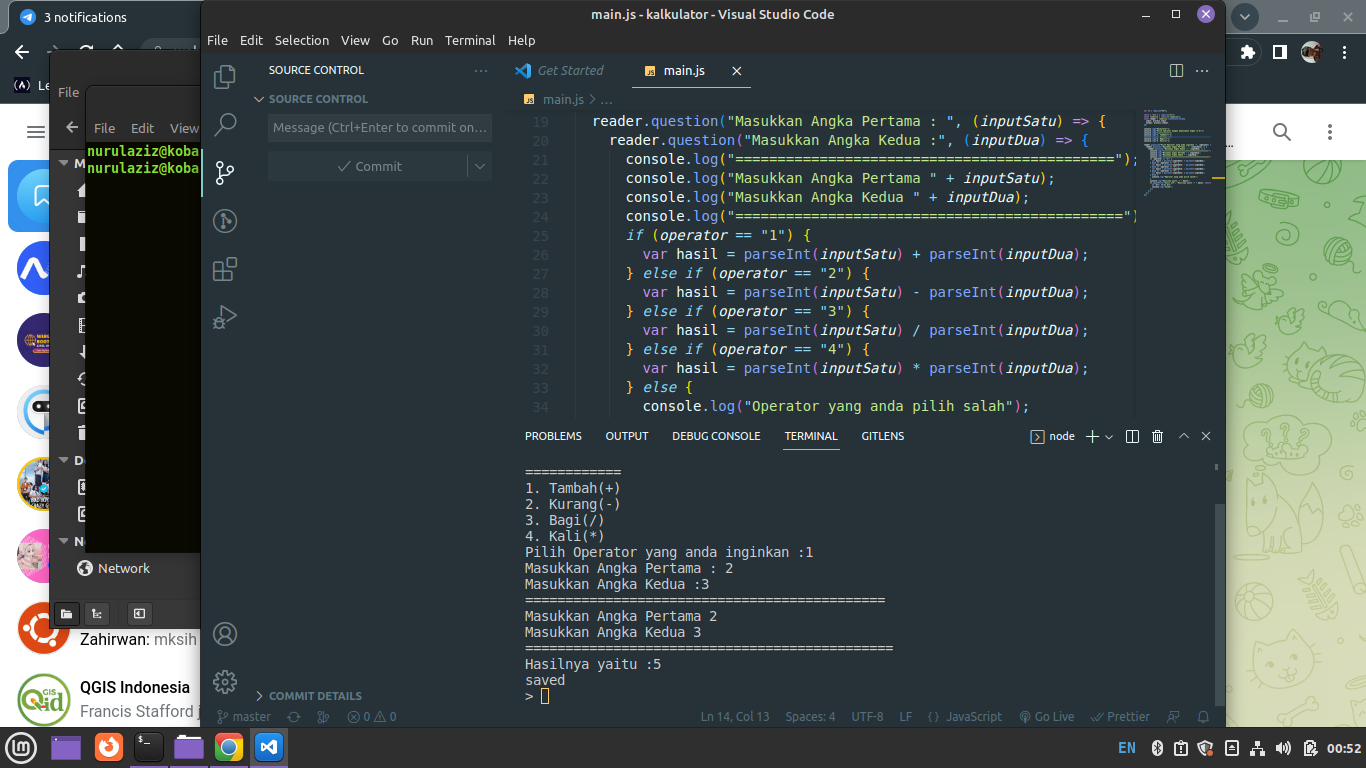 3 notifications
main.js - kalkulator - Visual Studio Code
File Edit Selection View Go Run Terminal Help
Le
File
File Edit View
nurulaziz@koba
nurulaziz@koba
SOURCE CONTROL
SOURCE CONTROL
Message (Ctrl+Enter to commit on...
Commit
Get Started
JS main.js
JS main.js > ...
19 reader.question("Masukkan Angka Pertama : ", (inputSatu) => {
20 reader.question("Masukkan Angka Kedua :", (inputDua) => {
21 console.log("=============================================");
22 console.log("Masukkan Angka Pertama " + inputSatu);
23 console.log("Masukkan Angka Kedua " + inputDua);
24 console.log("==============================================")
25 if (operator == "1") {
26 var hasil = parseInt(inputSatu) + parseInt(inputDua);
27 } else if (operator == "2") {
28 var hasil = parseInt(inputSatu) - parseInt(inputDua);
29 } else if (operator == "3") {
30 var hasil = parseInt(inputSatu) / parseInt(inputDua);
31 } else if (operator == "4") {
32 var hasil = parseInt(inputSatu) * parseInt(inputDua);
33 } else {
34 console.log("Operator yang anda pilih salah");
PROBLEMS OUTPUT DEBUG CONSOLE TERMINAL GITLENS
node
============
1. Tambah(+)
2. Kurang(-)
3. Bagi(/)
4. Kali(*)
Pilih Operator yang anda inginkan :1
Masukkan Angka Pertama : 2
Masukkan Angka Kedua :3
=============================================
Masukkan Angka Pertama 2
Masukkan Angka Kedua 3
==============================================
Hasilnya yaitu :5
saved
>
Network
Zahirwan: mksih
QGIS Indonesia
Francis Stafford j
COMMIT DETAILS
master
0 0
Ln 14, Col 13 Spaces: 4 UTF-8 LF {} JavaScript Go Live Prettier
EN
00:52